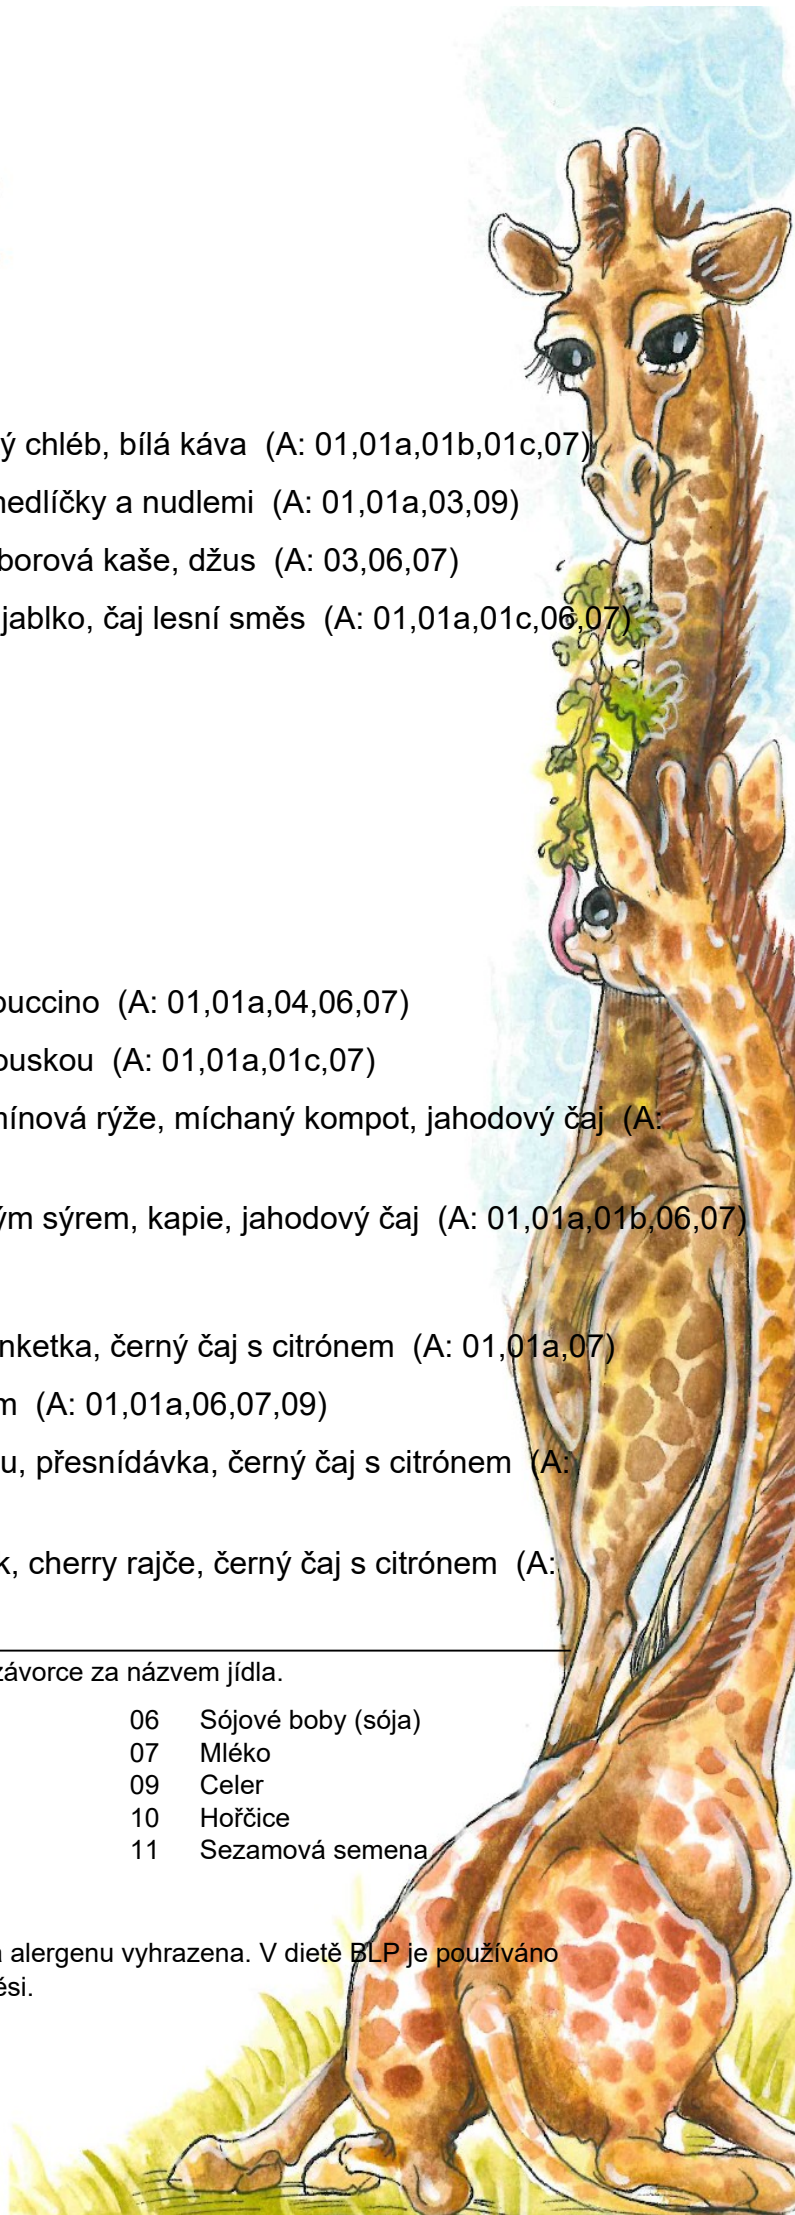 ý chléb, bílá káva (A: 01,01a,01b,01c,07)
nedlíčky a nudlemi (A: 01,01a,03,09)
borová kaše, džus (A: 03,06,07)
jablko, čaj lesní směs (A: 01,01a,01c,06,07)
puccino (A: 01,01a,04,06,07)
ouskou (A: 01,01a,01c,07)
mínová rýže, míchaný kompot, jahodový čaj (A:
ým sýrem, kapie, jahodový čaj (A: 01,01a,01b,06,07)
nketka, černý čaj s citrónem (A: 01,01a,07)
m (A: 01,01a,06,07,09)
u, přesnídávka, černý čaj s citrónem (A:
k, cherry rajče, černý čaj s citrónem (A:
závorce za názvem jídla.
06 Sójové boby (sója)
07 Mléko
09 Celer
10 Hořčice
11 Sezamová semena
a alergenu vyhrazena. V dietě BLP je používáno
ěsi.